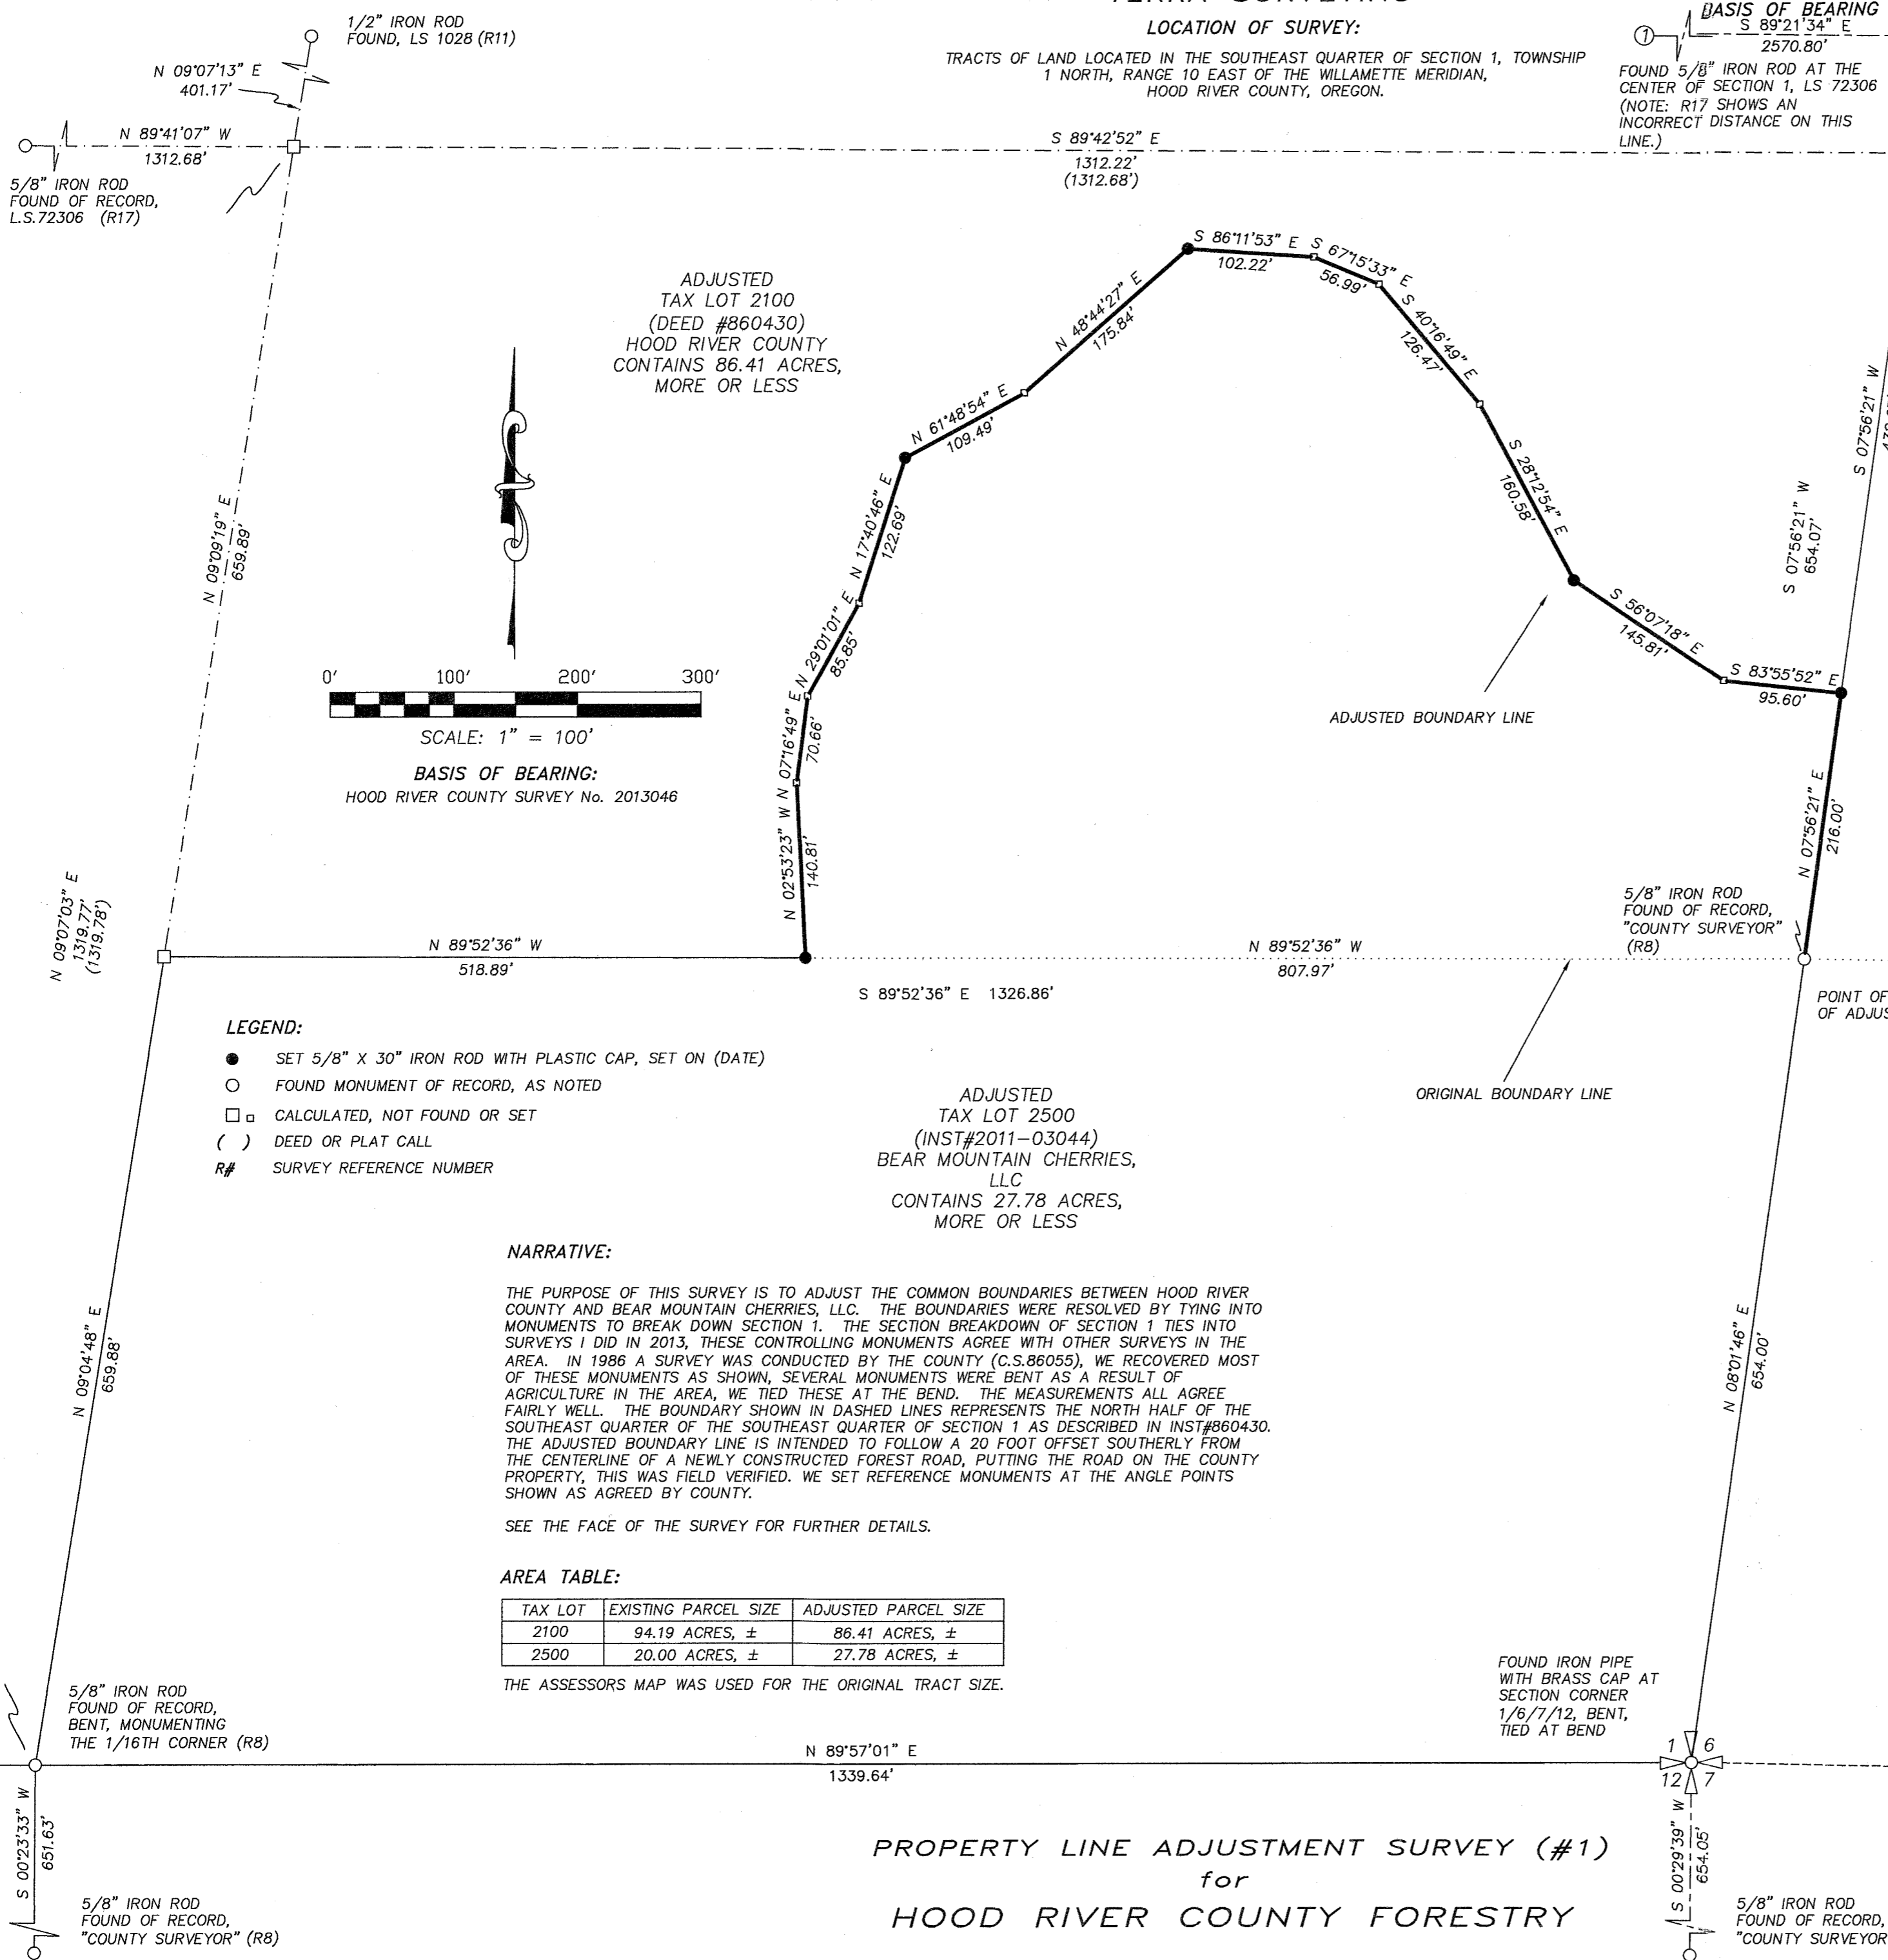 LOCATION OF SURVEY:
TRACTS OF LAND LOCATED IN THE SOUTHEAST QUARTER OF SECTION 1, TOWNSHIP
1 NORTH, RANGE 10 EAST OF THE WILLAMETTE MERIDIAN,
HOOD RIVER COUNTY, OREGON.
BASIS OF BEARING
S 89°21'34" E
2570.80'
1
FOUND 5/8" IRON ROD AT THE
CENTER OF SECTION 1, LS 72306
(NOTE: R17 SHOWS AN
INCORRECT DISTANCE ON THIS
LINE.)
1/2" IRON ROD
FOUND, LS 1028 (R11)
N 09°07'13" E
401.17'
N 89°41'07" W
1312.68'
5/8" IRON ROD
FOUND OF RECORD,
L.S.72306 (R17)
S 89°42'52" E
1312.22'
(1312.68')
ADJUSTED
TAX LOT 2100
(DEED #860430)
HOOD RIVER COUNTY
CONTAINS 86.41 ACRES,
MORE OR LESS
S 86°11'53" E
102.22'
S 67°15'33" E
56.99'
S 40°16'49" E
126.47'
S 28°12'54" E
160.58'
S 56°07'18" E
145.81'
S 83°55'52" E
95.60'
N 48°44'27" E
175.84'
N 61°48'54" E
109.49'
N 17°40'46" E
122.69'
N 29°01'01" E
85.85'
N 07°16'49" E
70.66'
N 02°53'23" W
140.81'
S 07°56'21" W
S 07°56'21" W
654.07'
N 07°56'21" E
216.00'
N 09°09'19" E
659.89'
0' 100' 200' 300'
SCALE: 1" = 100'
BASIS OF BEARING:
HOOD RIVER COUNTY SURVEY No. 2013046
ADJUSTED BOUNDARY LINE
N 09°07'03" E
1319.77'
(1319.78')
N 89°52'36" W
518.89'
N 89°52'36" W
807.97'
S 89°52'36" E 1326.86'
5/8" IRON ROD
FOUND OF RECORD,
"COUNTY SURVEYOR"
(R8)
POINT OF
OF ADJUS
ORIGINAL BOUNDARY LINE
LEGEND:
SET 5/8" X 30" IRON ROD WITH PLASTIC CAP, SET ON (DATE)
FOUND MONUMENT OF RECORD, AS NOTED
CALCULATED, NOT FOUND OR SET
( ) DEED OR PLAT CALL
R# SURVEY REFERENCE NUMBER
ADJUSTED
TAX LOT 2500
(INST#2011-03044)
BEAR MOUNTAIN CHERRIES,
LLC
CONTAINS 27.78 ACRES,
MORE OR LESS
N 09°04'48" E
659.88'
N 08°01'46" E
654.00'
NARRATIVE:
THE PURPOSE OF THIS SURVEY IS TO ADJUST THE COMMON BOUNDARIES BETWEEN HOOD RIVER
COUNTY AND BEAR MOUNTAIN CHERRIES, LLC. THE BOUNDARIES WERE RESOLVED BY TYING INTO
MONUMENTS TO BREAK DOWN SECTION 1. THE SECTION BREAKDOWN OF SECTION 1 TIES INTO
SURVEYS I DID IN 2013, THESE CONTROLLING MONUMENTS AGREE WITH OTHER SURVEYS IN THE
AREA. IN 1986 A SURVEY WAS CONDUCTED BY THE COUNTY (C.S.86055), WE RECOVERED MOST
OF THESE MONUMENTS AS SHOWN, SEVERAL MONUMENTS WERE BENT AS A RESULT OF
AGRICULTURE IN THE AREA, WE TIED THESE AT THE BEND. THE MEASUREMENTS ALL AGREE
FAIRLY WELL. THE BOUNDARY SHOWN IN DASHED LINES REPRESENTS THE NORTH HALF OF THE
SOUTHEAST QUARTER OF THE SOUTHEAST QUARTER OF SECTION 1 AS DESCRIBED IN INST#860430.
THE ADJUSTED BOUNDARY LINE IS INTENDED TO FOLLOW A 20 FOOT OFFSET SOUTHERLY FROM
THE CENTERLINE OF A NEWLY CONSTRUCTED FOREST ROAD, PUTTING THE ROAD ON THE COUNTY
PROPERTY, THIS WAS FIELD VERIFIED. WE SET REFERENCE MONUMENTS AT THE ANGLE POINTS
SHOWN AS AGREED BY COUNTY.
SEE THE FACE OF THE SURVEY FOR FURTHER DETAILS.
AREA TABLE:
TAX LOT EXISTING PARCEL SIZE ADJUSTED PARCEL SIZE
2100 94.19 ACRES, ± 86.41 ACRES, ±
2500 20.00 ACRES, ± 27.78 ACRES, ±
THE ASSESSORS MAP WAS USED FOR THE ORIGINAL TRACT SIZE.
5/8" IRON ROD
FOUND OF RECORD,
BENT, MONUMENTING
THE 1/16TH CORNER (R8)
FOUND IRON PIPE
WITH BRASS CAP AT
SECTION CORNER
1/6/7/12, BENT,
TIED AT BEND
1 6
12 7
N 89°57'01" E
1339.64'
S 00°23'33" W
651.63'
S 00°29'39" W
654.05'
5/8" IRON ROD
FOUND OF RECORD,
"COUNTY SURVEYOR" (R8)
5/8" IRON ROD
FOUND OF RECORD,
"COUNTY SURVEYOR
PROPERTY LINE ADJUSTMENT SURVEY (#1)
for
HOOD RIVER COUNTY FORESTRY